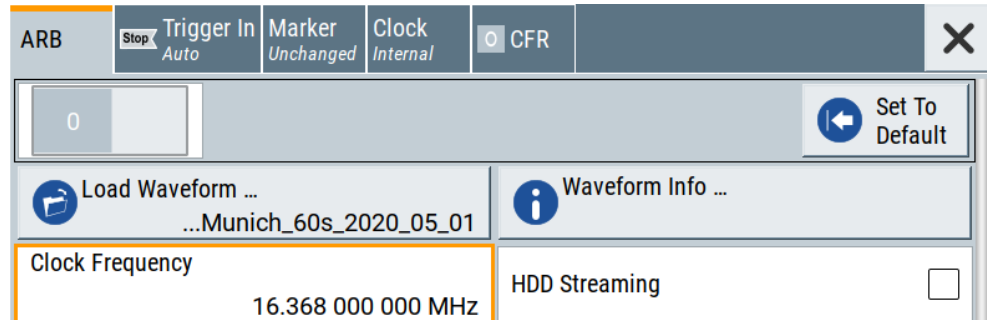 ARB
Stop Trigger In
Auto
Marker
Unchanged
Clock
Internal
0 CFR
0
Set To
Default
Load Waveform ...
...Munich_60s_2020_05_01
Waveform Info ...
Clock Frequency
16.368 000 000 MHz
HDD Streaming